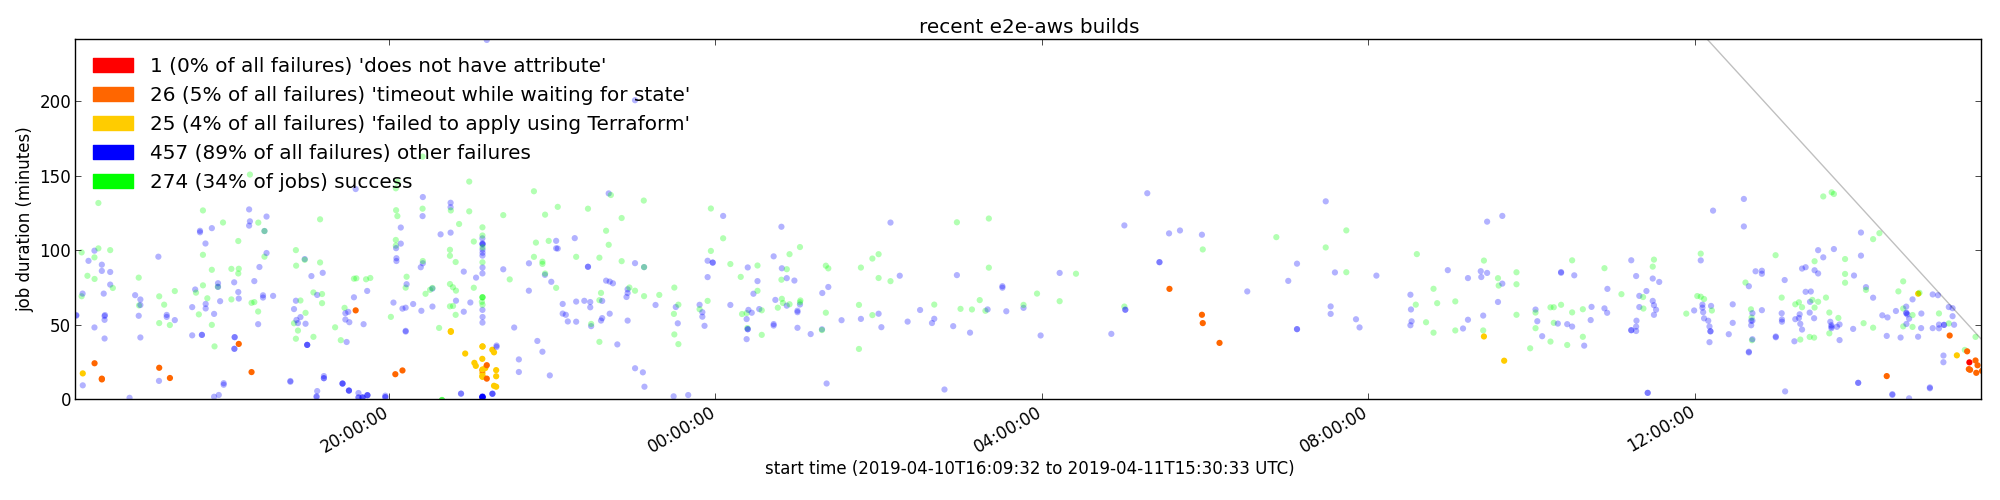 recent e2e-aws builds
1 (0% of all failures) 'does not have attribute'
26 (5% of all failures) 'timeout while waiting for state'
25 (4% of all failures) 'failed to apply using Terraform'
457 (89% of all failures) other failures
274 (34% of jobs) success
job duration (minutes)
200
150
100
50
0
20:00:00
00:00:00
04:00:00
08:00:00
12:00:00
start time (2019-04-10T16:09:32 to 2019-04-11T15:30:33 UTC)